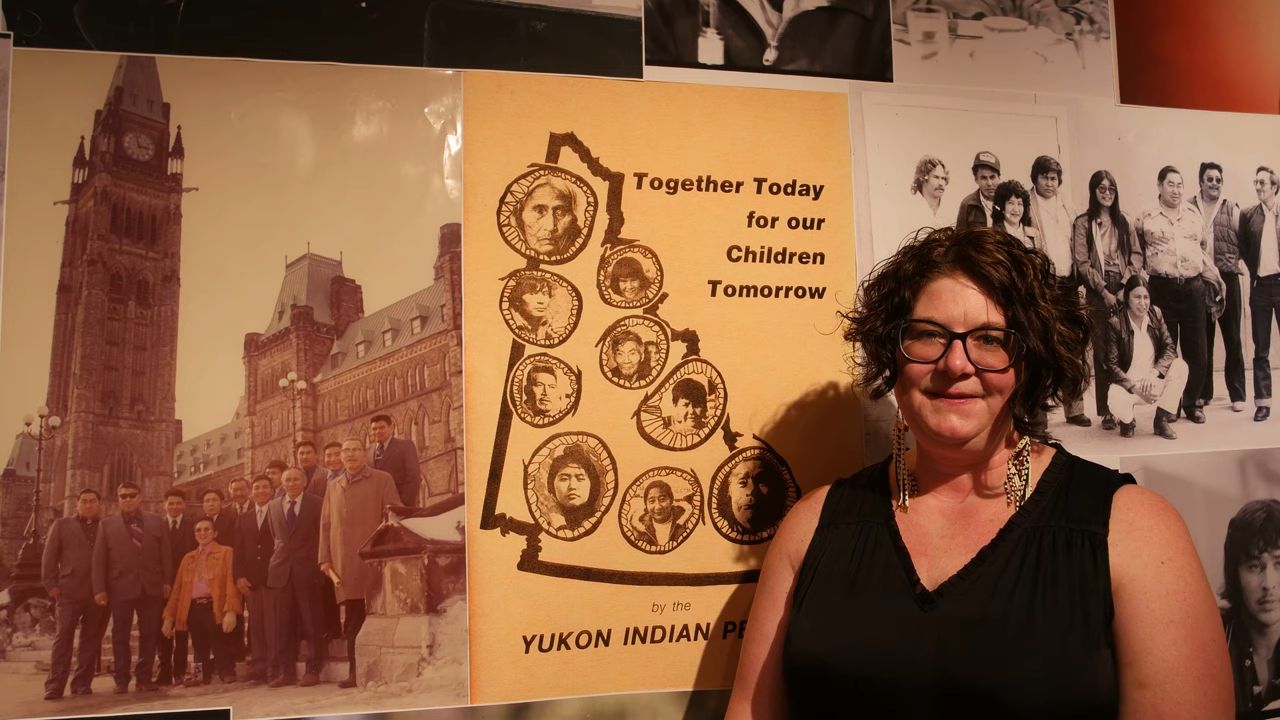 Together Today
for our
Children
Tomorrow
by the
YUKON INDIAN